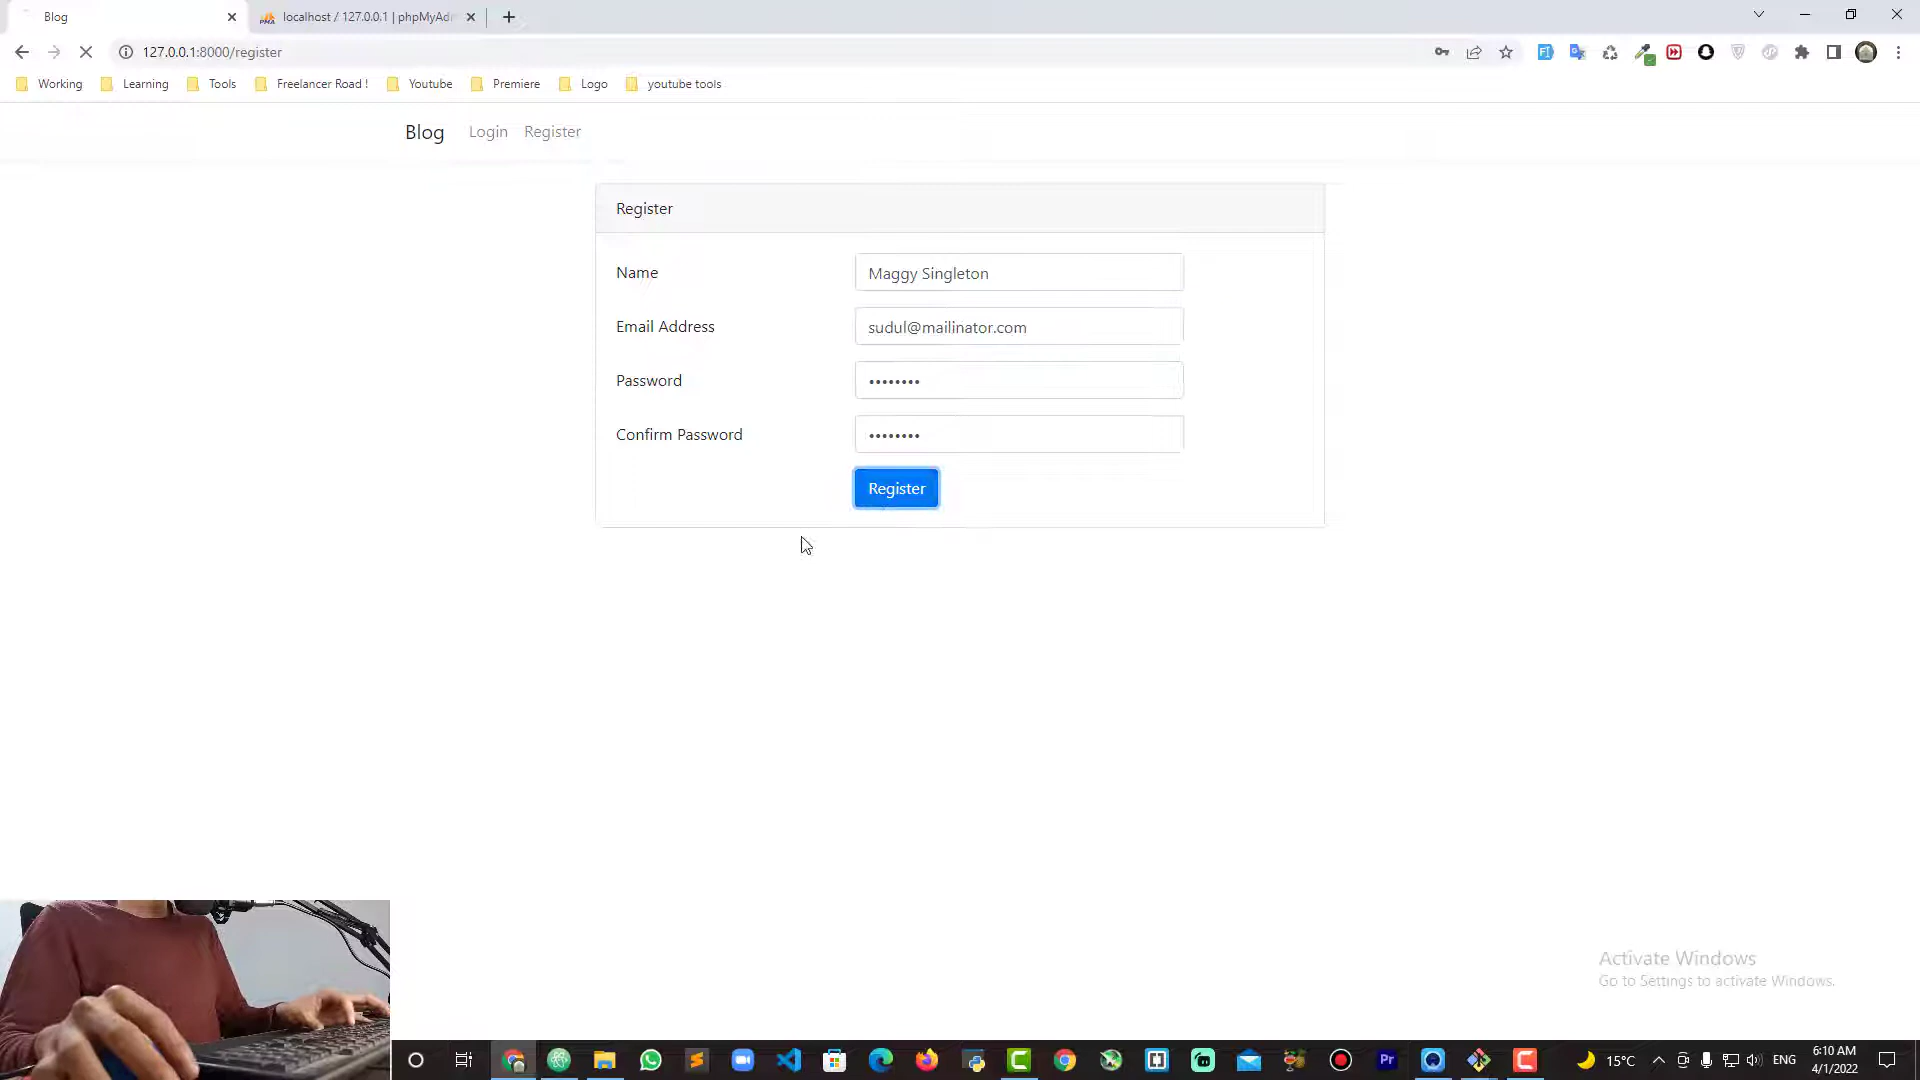 Blog
localhost / 127.0.0.1 | phpMyAd
127.0.0.1:8000/register
Working
Learning
Tools
Freelancer Road !
Youtube
Premiere
Logo
youtube tools
Blog
Login
Register
Register
Name
Maggy Singleton
Email Address
sudul@mailinator.com
Password
••••••••
Confirm Password
••••••••
Register
Activate Windows
Go to Settings to activate Windows.
15°C
ENG
6:10 AM
4/1/2022